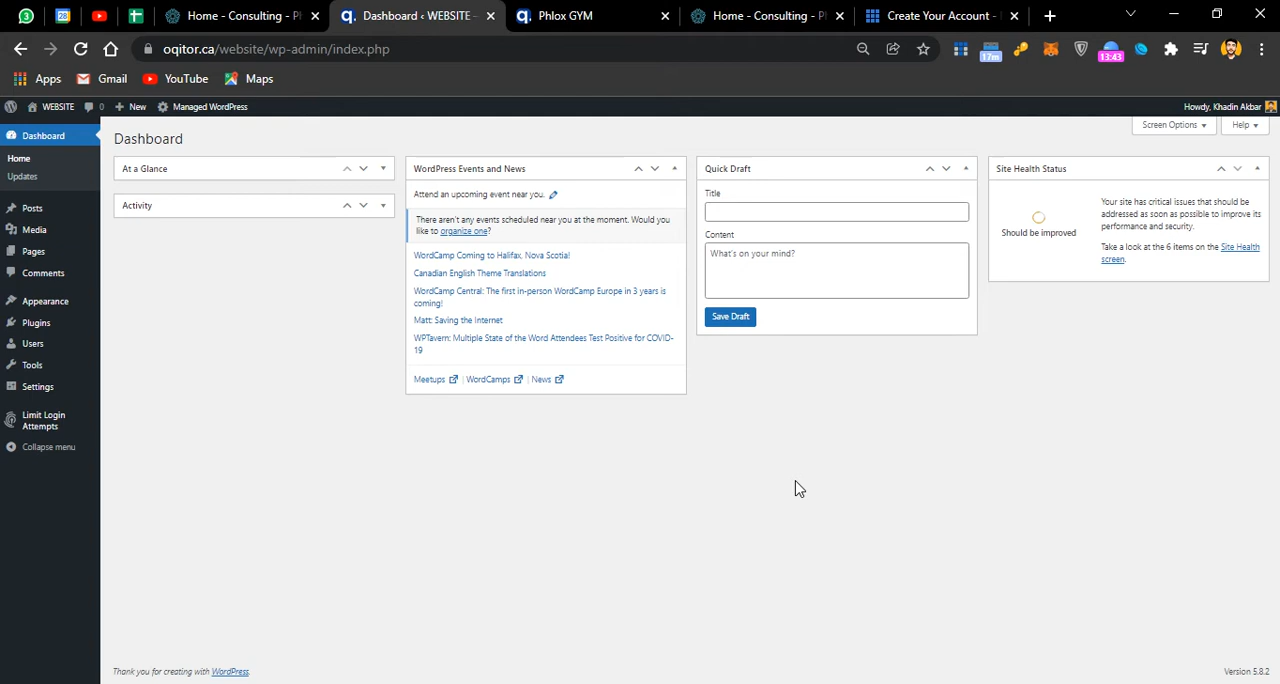 Home - Consulting - Ph
Dashboard ‹ WEBSITE -
Phlox GYM
Home - Consulting - Ph
Create Your Account -
oqitor.ca/website/wp-admin/index.php
17m
13:43
Apps
Gmail
YouTube
Maps
WEBSITE
0
New
Managed WordPress
Howdy, Khadin Akbar
Dashboard
Home
Updates
Posts
Media
Pages
Comments
Appearance
Plugins
Users
Tools
Settings
Limit Login
Attempts
Collapse menu
Dashboard
Screen Options
Help
At a Glance
Activity
WordPress Events and News
Attend an upcoming event near you.
There aren't any events scheduled near you at the moment. Would you
like to organize one?
WordCamp Coming to Halifax, Nova Scotia!
Canadian English Theme Translations
WordCamp Central: The first in-person WordCamp Europe in 3 years is
coming!
Matt: Saving the Internet
WPTavern: Multiple State of the Word Attendees Test Positive for COVID-
19
Meetups | WordCamps | News
Quick Draft
Title
Content
What's on your mind?
Save Draft
Site Health Status
Should be improved
Your site has critical issues that should be
addressed as soon as possible to improve its
performance and security.
Take a look at the 6 items on the Site Health
screen.
Thank you for creating with WordPress.
Version 5.8.2